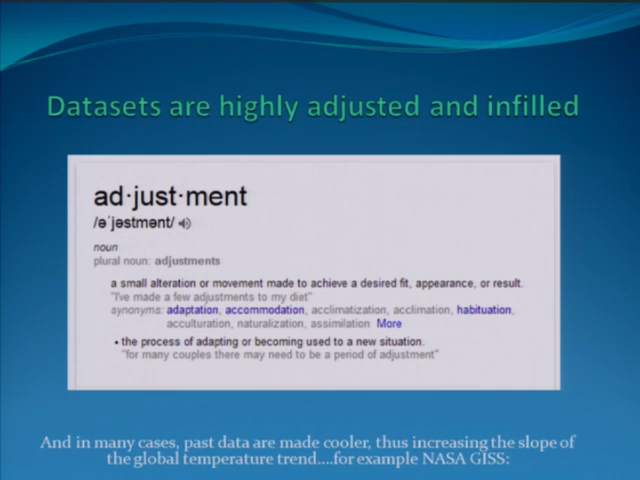 Datasets are highly adjusted and infilled
ad·just·ment
/əˈjəstmənt/
noun
plural noun: adjustments
a small alteration or movement made to achieve a desired fit, appearance, or result.
"I've made a few adjustments to my diet"
synonyms: adaptation, accommodation, acclimatization, acclimation, habituation,
acculturation, naturalization, assimilation More
• the process of adapting or becoming used to a new situation.
"for many couples there may need to be a period of adjustment"
And in many cases, past data are made cooler, thus increasing the slope of
the global temperature trend....for example NASA GISS: